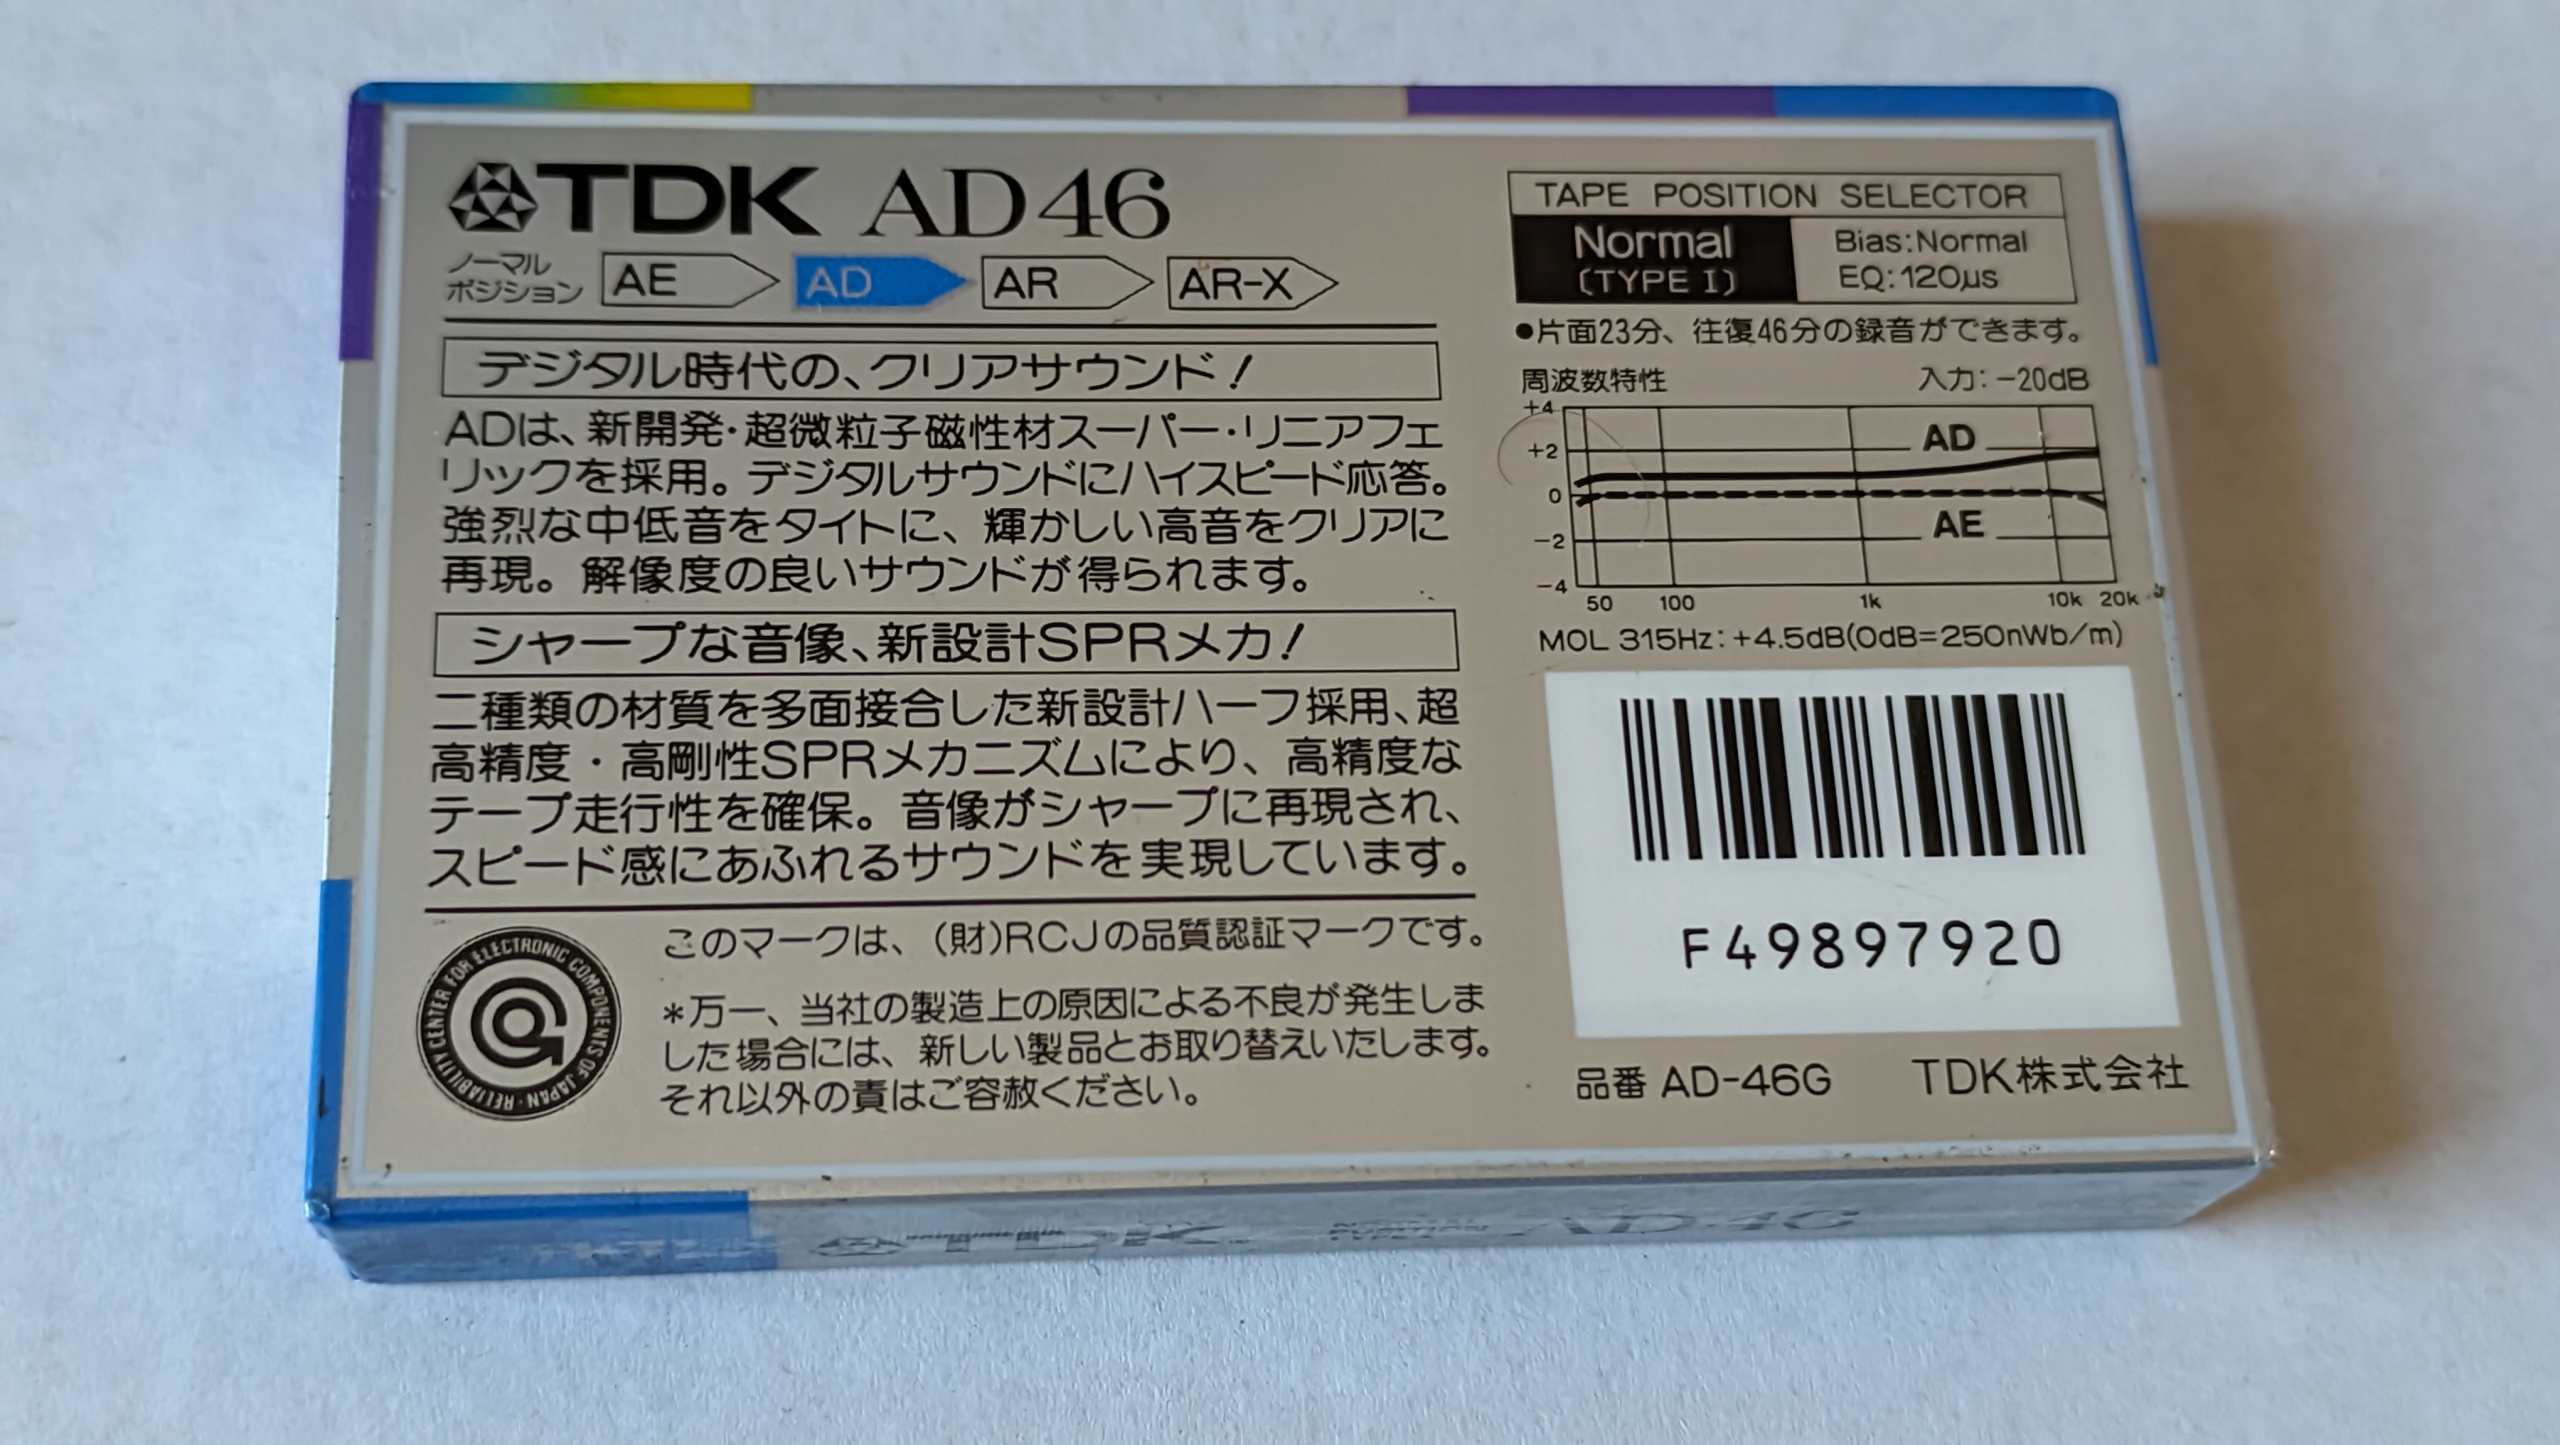 TDK AD46
ノーマル
ポジション
AE AD AR AR-X
デジタル時代の、クリアサウンド!
ADは、新開発・超微粒子磁性材スーパー・リニアフェ
リックを採用。デジタルサウンドにハイスピード応答。
強烈な中低音をタイトに、輝かしい高音をクリアに
再現。解像度の良いサウンドが得られます。
シャープな音像、新設計SPRメカ!
二種類の材質を多面接合した新設計ハーフ採用、超
高精度・高剛性SPRメカニズムにより、高精度な
テープ走行性を確保。音像がシャープに再現され、
スピード感にあふれるサウンドを実現しています。
RELIABILITY CENTER FOR ELECTRONIC COMPONENTS OF JAPAN
このマークは、(財)RCJの品質認証マークです。
*万一、当社の製造上の原因による不良が発生しま
した場合には、新しい製品とお取り替えいたします。
それ以外の責はご容赦ください。
TAPE POSITION SELECTOR
Normal
(TYPE I)
Bias:Normal
EQ:120μs
●片面23分、往復46分の録音ができます。
周波数特性 入力:-20dB
+4
+2
0
-2
-4
AD
AE
50 100 1k 10k 20k
MOL 315Hz:+4.5dB(0dB=250nWb/m)
F49897920
品番 AD-46G TDK株式会社
TDK AD 46